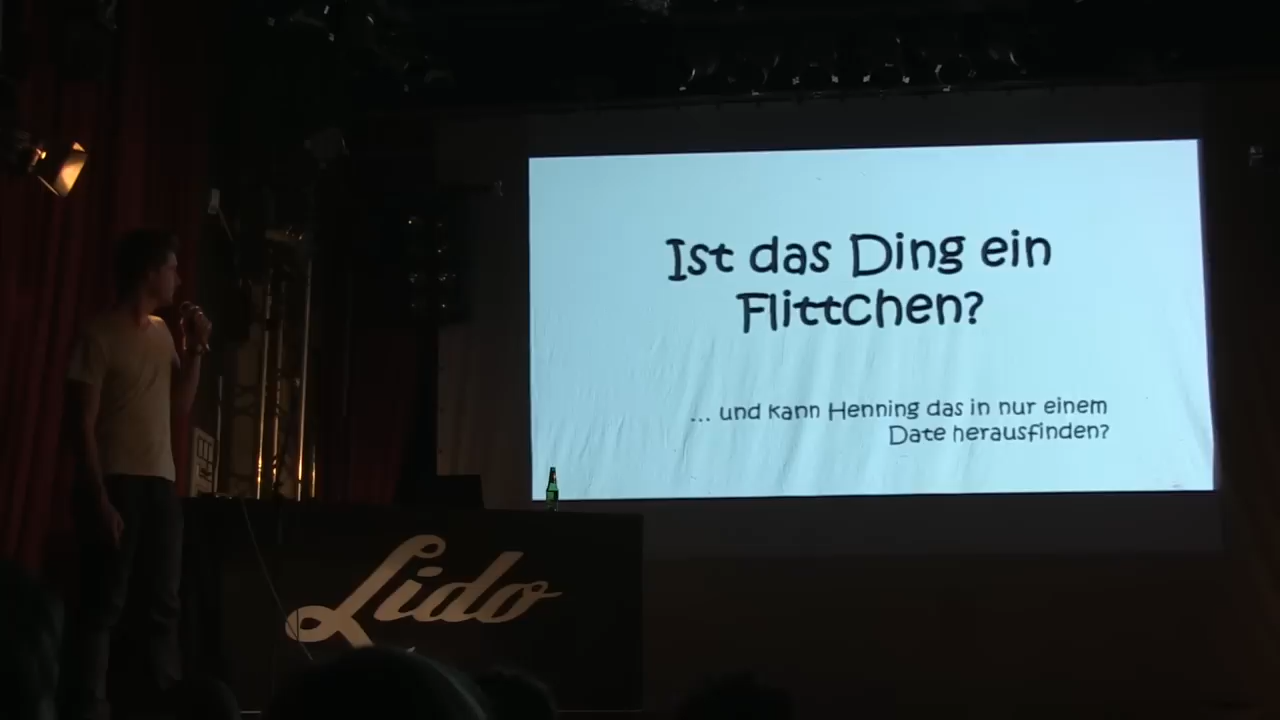 Ist das Ding ein
Flittchen?
... und kann Henning das in nur einem
Date herausfinden?
Lido